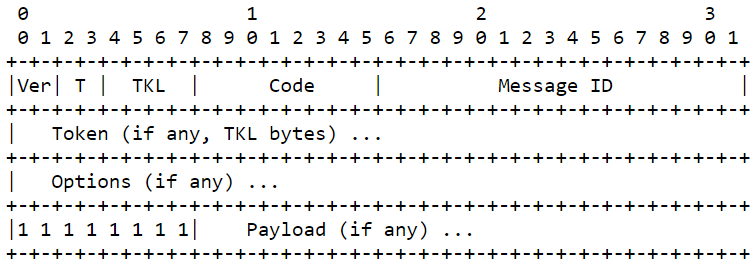 0                   1                   2                   3
 0 1 2 3 4 5 6 7 8 9 0 1 2 3 4 5 6 7 8 9 0 1 2 3 4 5 6 7 8 9 0 1
+-+-+-+-+-+-+-+-+-+-+-+-+-+-+-+-+-+-+-+-+-+-+-+-+-+-+-+-+-+-+-+-+
|Ver| T |  TKL  |      Code     |          Message ID           |
+-+-+-+-+-+-+-+-+-+-+-+-+-+-+-+-+-+-+-+-+-+-+-+-+-+-+-+-+-+-+-+-+
|   Token (if any, TKL bytes) ...
+-+-+-+-+-+-+-+-+-+-+-+-+-+-+-+-+-+-+-+-+-+-+-+-+-+-+-+-+-+-+-+-+
|   Options (if any) ...
+-+-+-+-+-+-+-+-+-+-+-+-+-+-+-+-+-+-+-+-+-+-+-+-+-+-+-+-+-+-+-+-+
|1 1 1 1 1 1 1 1|    Payload (if any) ...
+-+-+-+-+-+-+-+-+-+-+-+-+-+-+-+-+-+-+-+-+-+-+-+-+-+-+-+-+-+-+-+-+